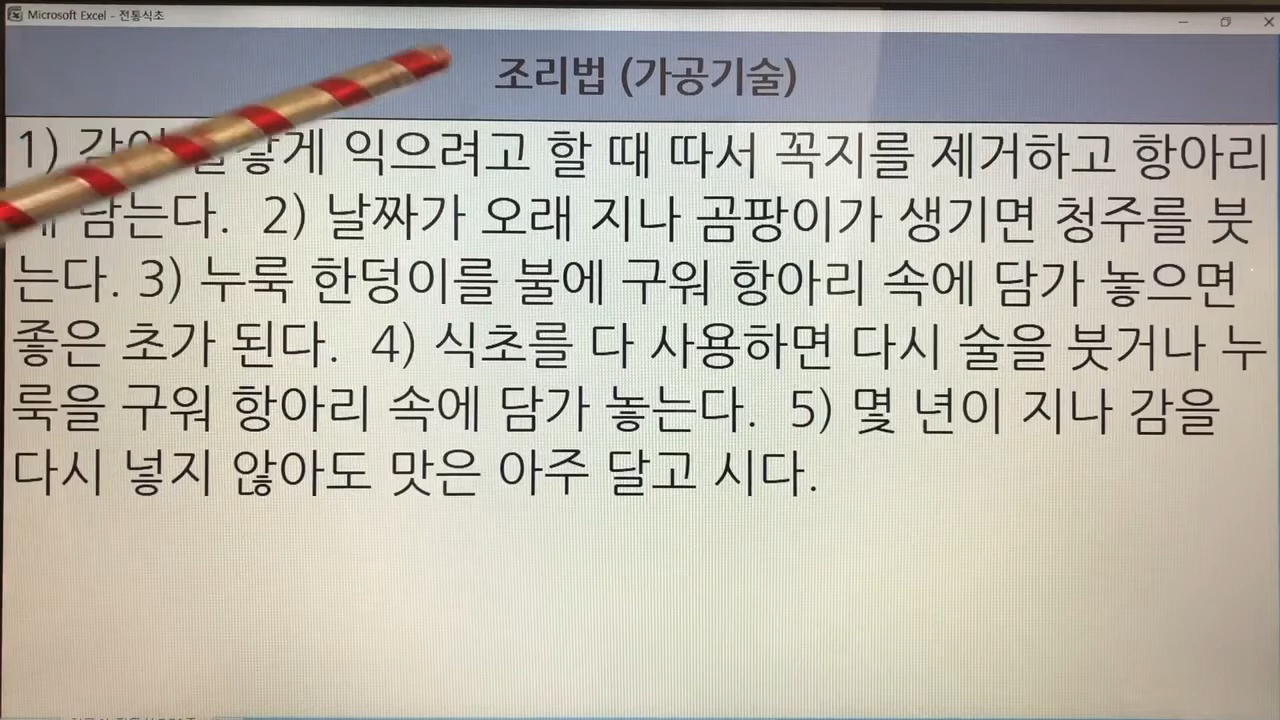 Microsoft Excel - 전통식초
조리법 (가공기술)
1) 익으려고 할 때 따서 꼭지를 제거하고 항아리
담는다. 2) 날짜가 오래 지나 곰팡이가 생기면 청주를 붓
는다. 3) 누룩 한덩이를 불에 구워 항아리 속에 담가 놓으면
좋은 초가 된다. 4) 식초를 다 사용하면 다시 술을 붓거나 누
룩을 구워 항아리 속에 담가 놓는다. 5) 몇 년이 지나 감을
다시 넣지 않아도 맛은 아주 달고 시다.